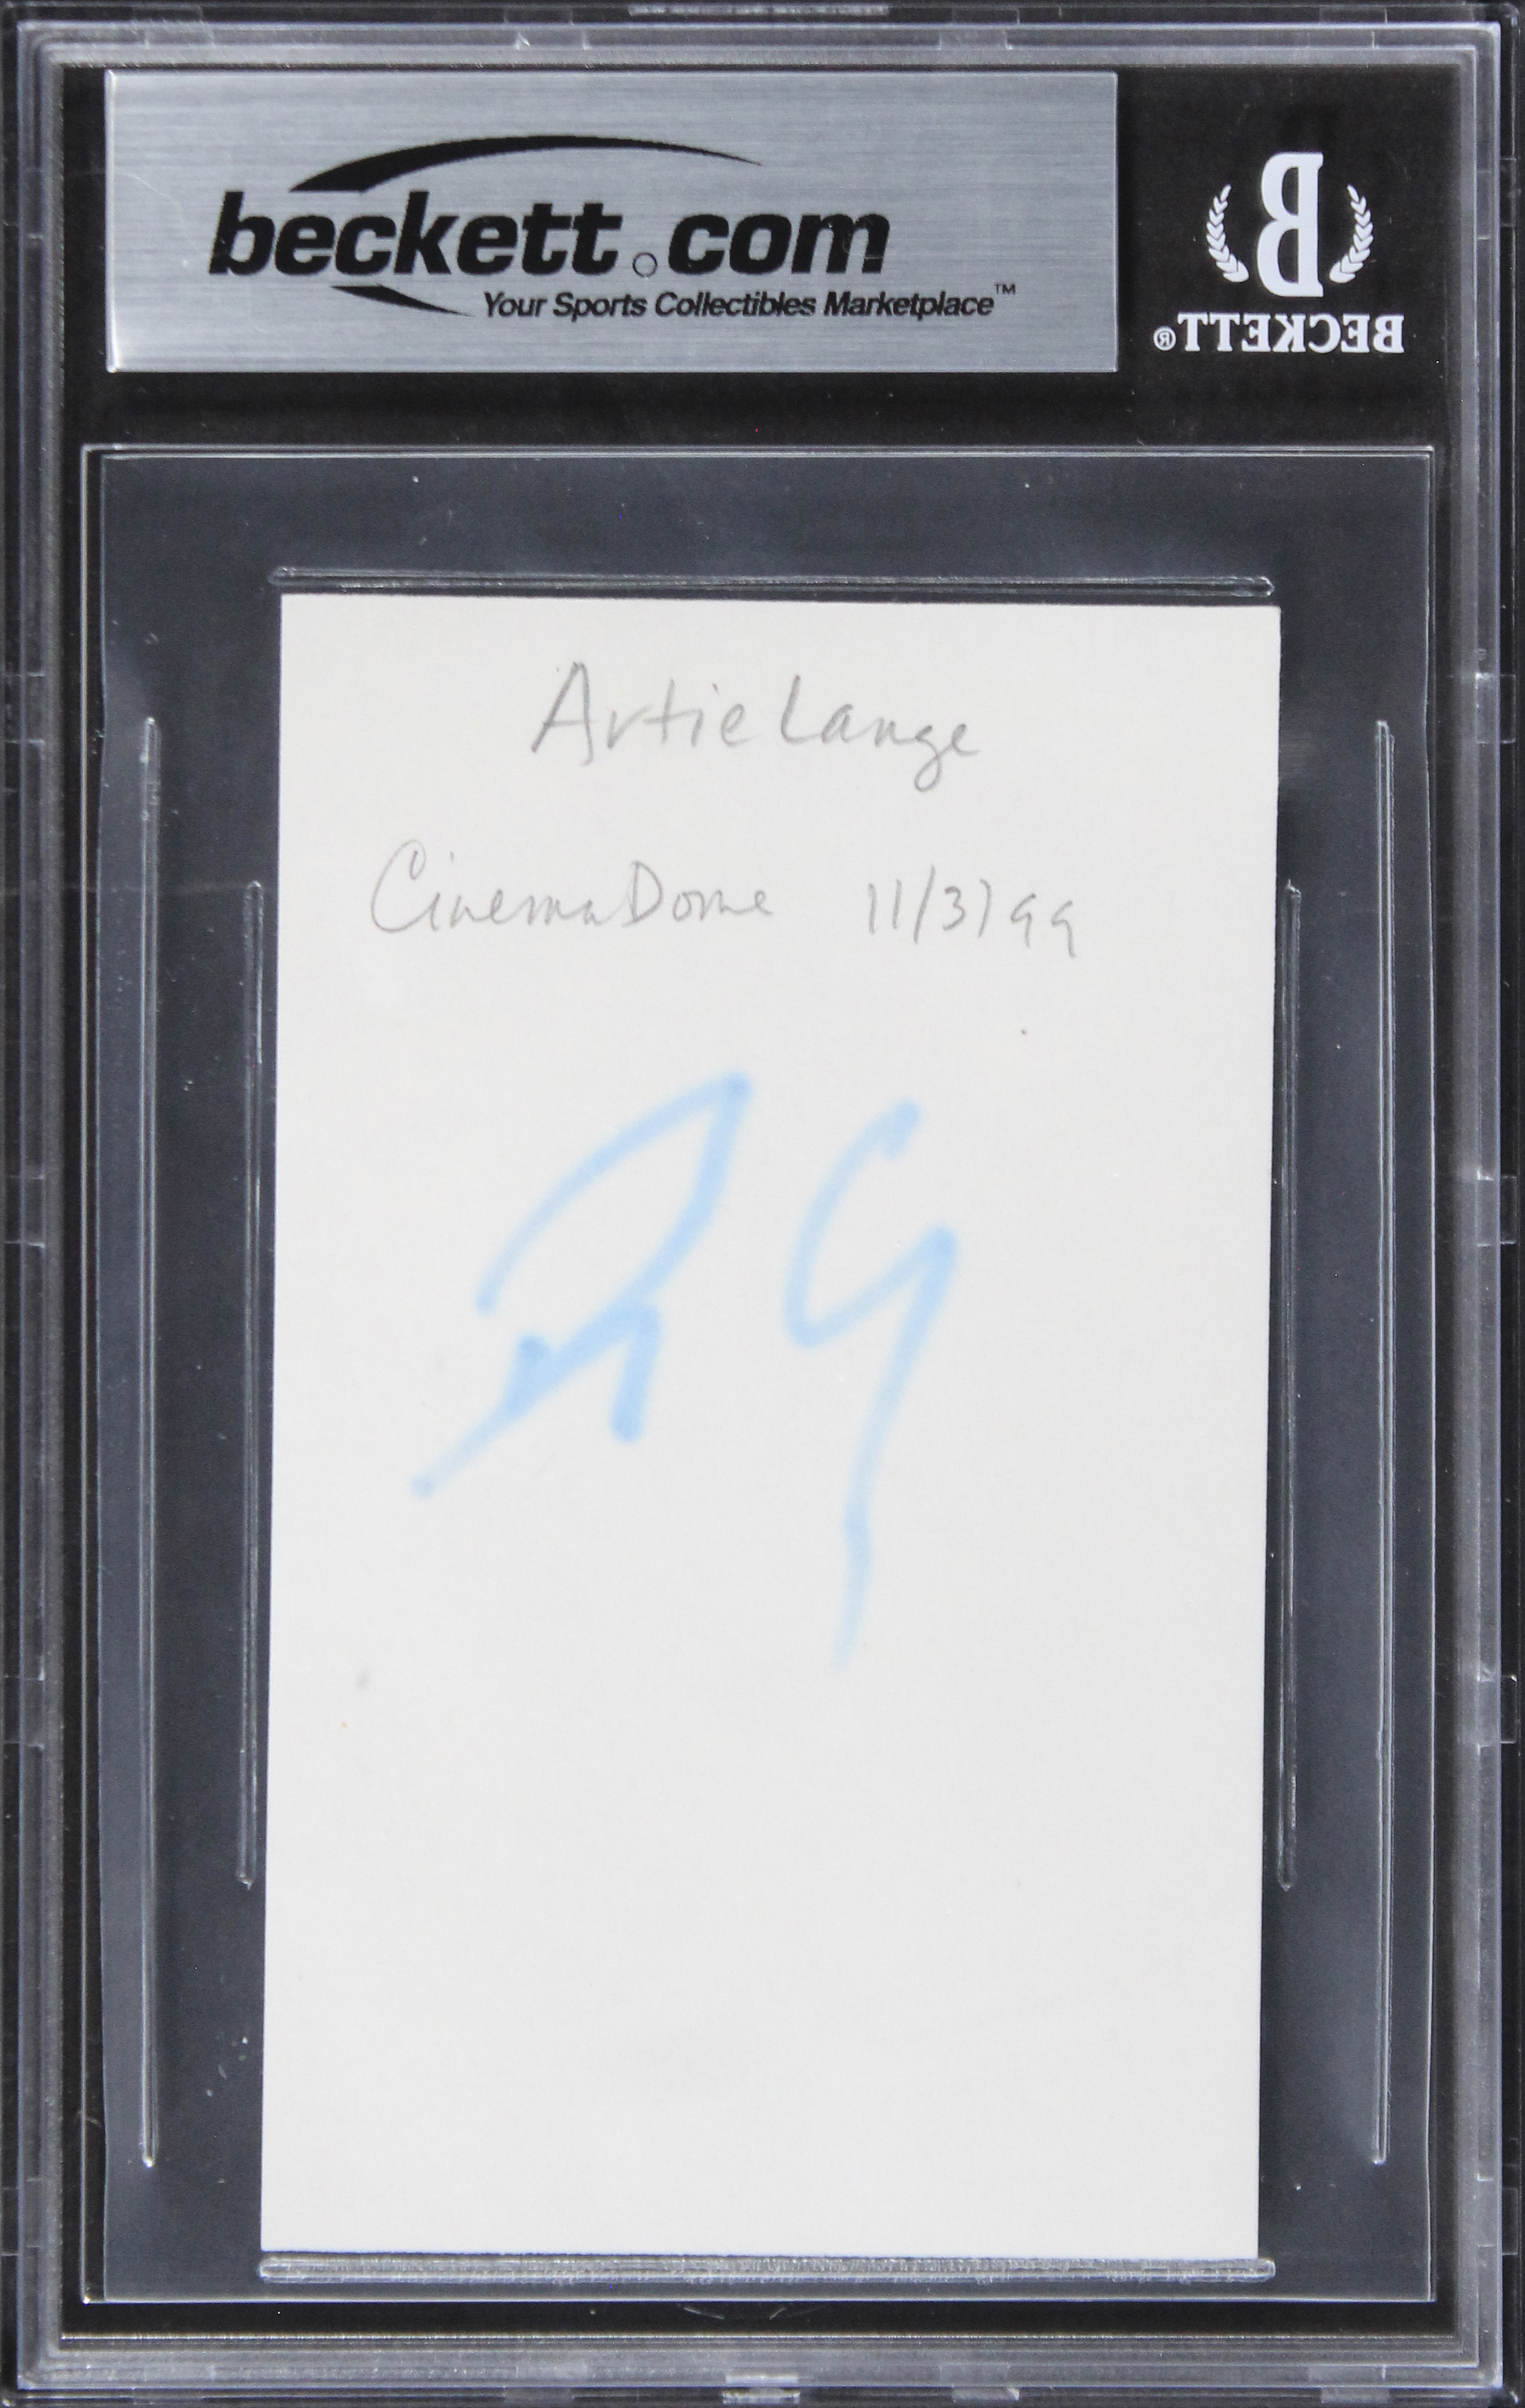 beckett.com
Your Sports Collectibles Marketplace™
BECKETT®
Artie Lange
CinemaDome 11/3/99